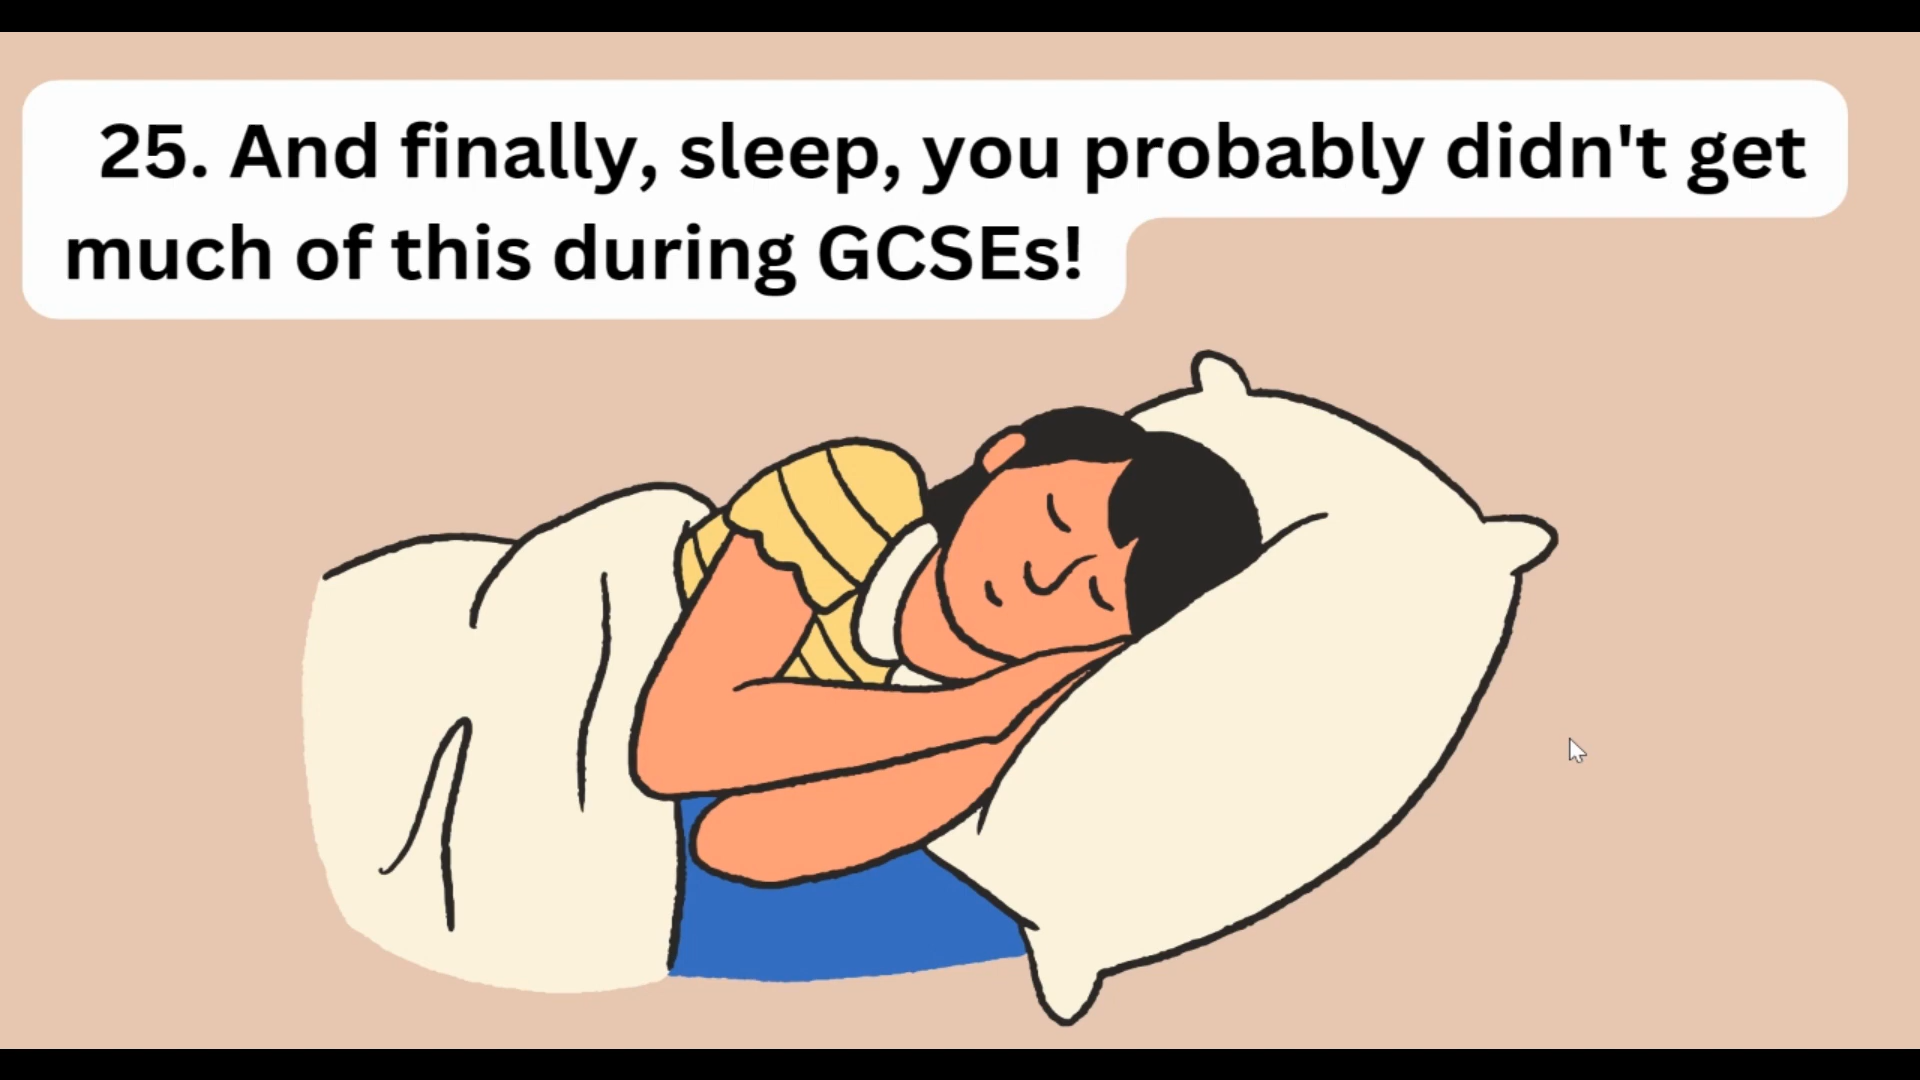 25. And finally, sleep, you probably didn't get
much of this during GCSEs!